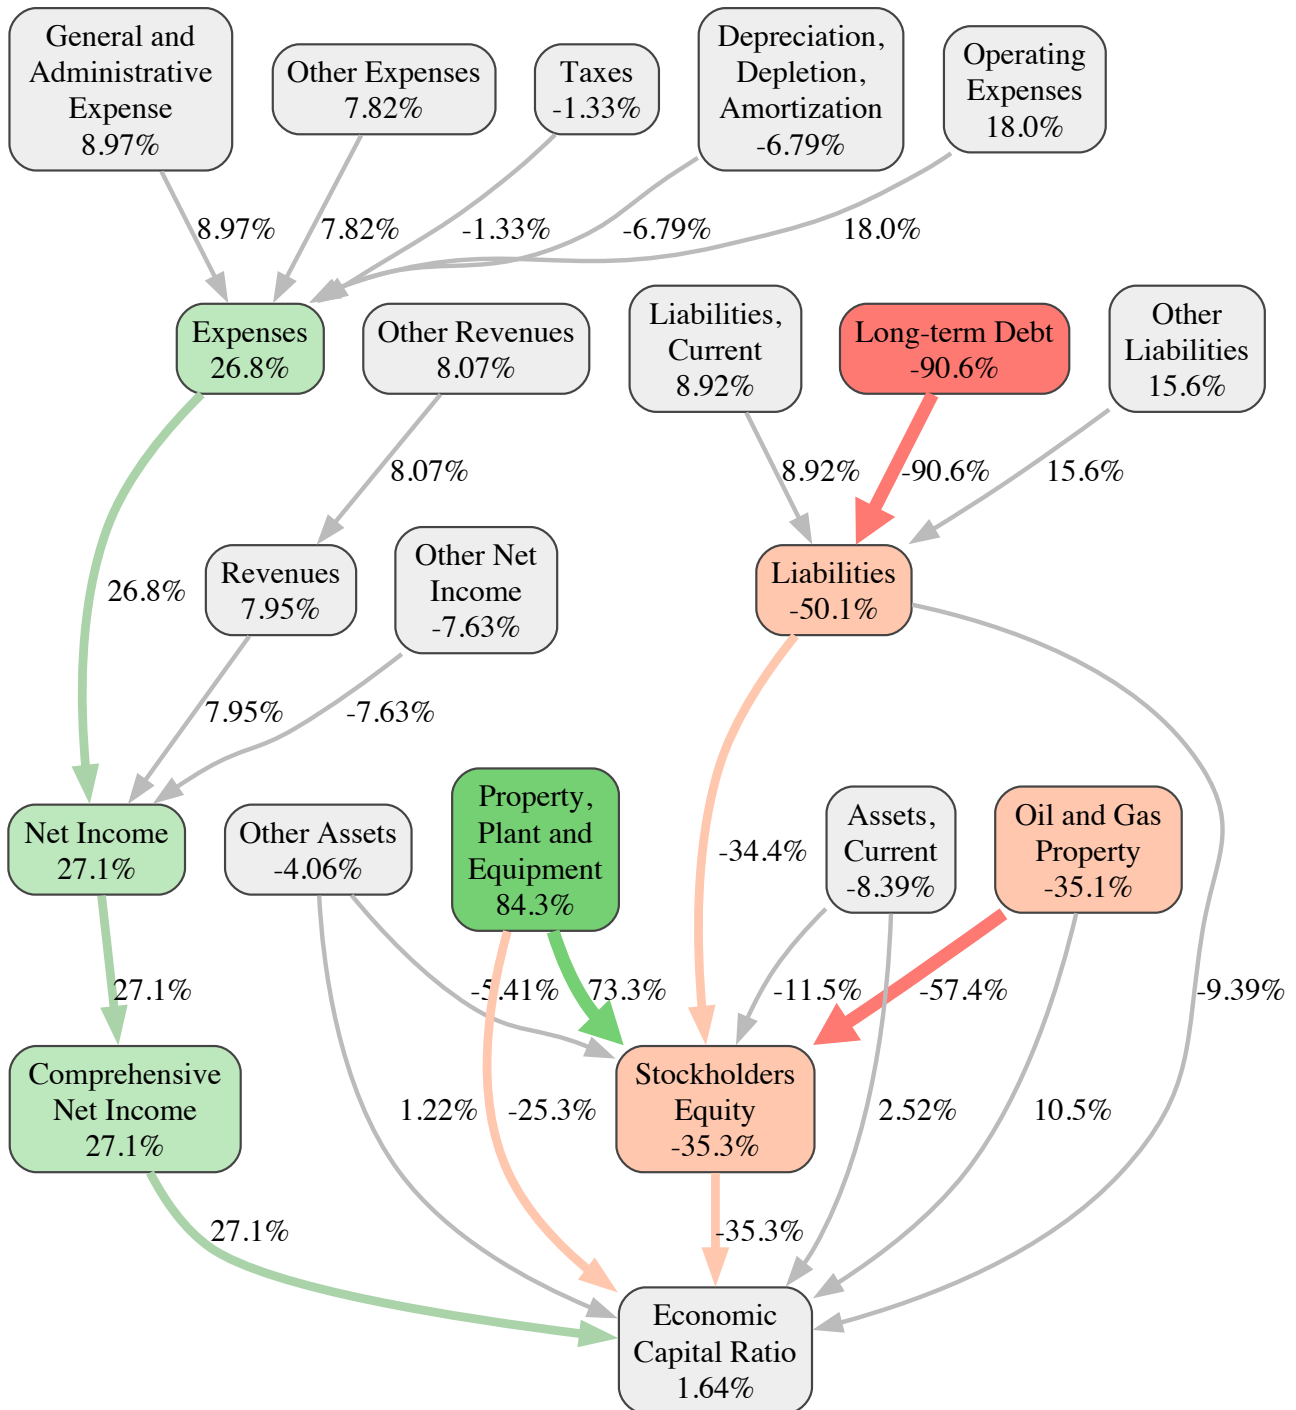 General and
Administrative
Expense
8.97%
Other Expenses
7.82%
Taxes
-1.33%
Depreciation,
Depletion,
Amortization
-6.79%
Operating
Expenses
18.0%
8.97%
7.82%
-1.33%
-6.79%
18.0%
Expenses
26.8%
Other Revenues
8.07%
Liabilities,
Current
8.92%
Long-term Debt
-90.6%
Other
Liabilities
15.6%
8.07%
8.92%
-90.6%
15.6%
26.8%
Revenues
7.95%
Other Net
Income
-7.63%
Liabilities
-50.1%
7.95%
-7.63%
Net Income
27.1%
Other Assets
-4.06%
Property,
Plant and
Equipment
84.3%
-34.4%
Assets,
Current
-8.39%
Oil and Gas
Property
-35.1%
27.1%
-5.41%
73.3%
-11.5%
-57.4%
-9.39%
Comprehensive
Net Income
27.1%
1.22%
-25.3%
Stockholders
Equity
-35.3%
2.52%
10.5%
27.1%
-35.3%
Economic
Capital Ratio
1.64%